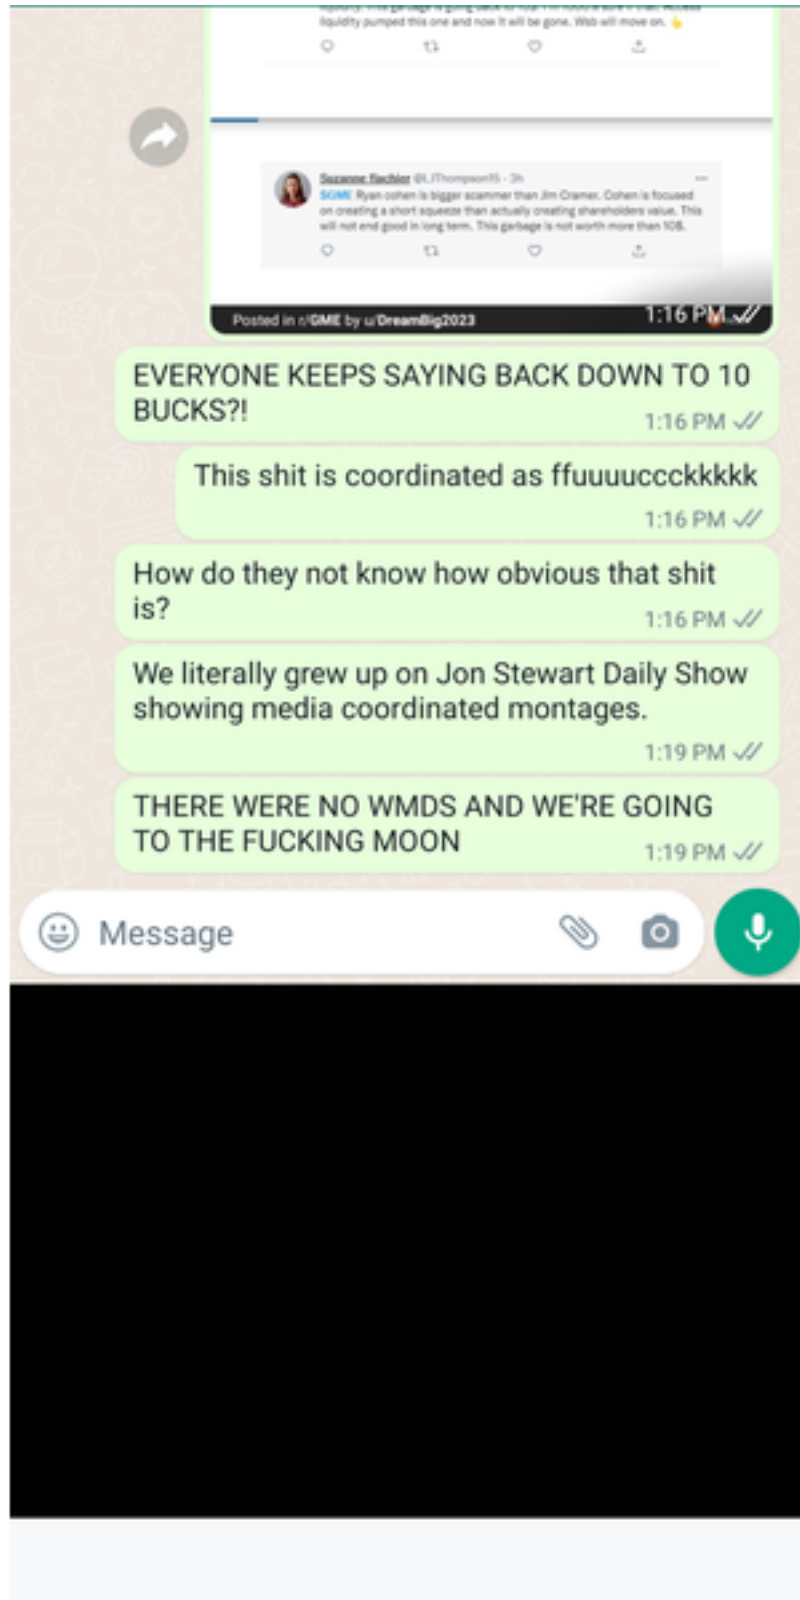 liquidity pumped this one and now it will be gone. Wsb will move on.
Suzanne flachier @LJThompson15 · 3h
$GME Ryan cohen is bigger scammer than Jim Cramer. Cohen is focused
on creating a short squeeze than actually creating shareholders value. This
will not end good in long term. This garbage is not worth more than 10$.
Posted in r/GME by u/DreamBig2023
1:16 PM
EVERYONE KEEPS SAYING BACK DOWN TO 10
BUCKS?!
1:16 PM
This shit is coordinated as ffuuuuccckkkkk
1:16 PM
How do they not know how obvious that shit
is?
1:16 PM
We literally grew up on Jon Stewart Daily Show
showing media coordinated montages.
1:19 PM
THERE WERE NO WMDS AND WE'RE GOING
TO THE FUCKING MOON
1:19 PM
Message